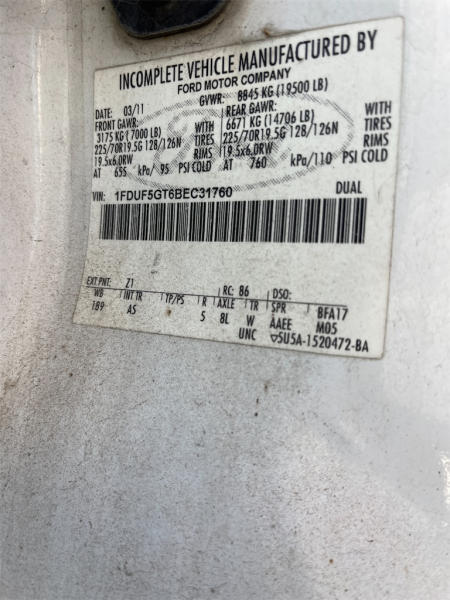 INCOMPLETE VEHICLE MANUFACTURED BY
FORD MOTOR COMPANY
DATE: 03/11 GVWR: 8845 KG (19500 LB)
FRONT GAWR: REAR GAWR:
3175 KG (7000 LB) WITH 6671 KG (14706 LB) WITH
225/70R19.5G 128/126N TIRES 225/70R19.5G 128/126N TIRES
19.5x6.0RW RIMS 19.5x6.0RW RIMS
AT 655 kPa/ 95 PSI COLD AT 760 kPa/110 PSI COLD
VIN: 1FDUF5GT6BEC31760 DUAL
EXT PNT: Z1 RC: 86 DSO:
WB INT TR TP/PS R AXLE TR SPR BFA17
189 AS 5 8L W AAEE M05
UNC ▽5U5A-1520472-BA